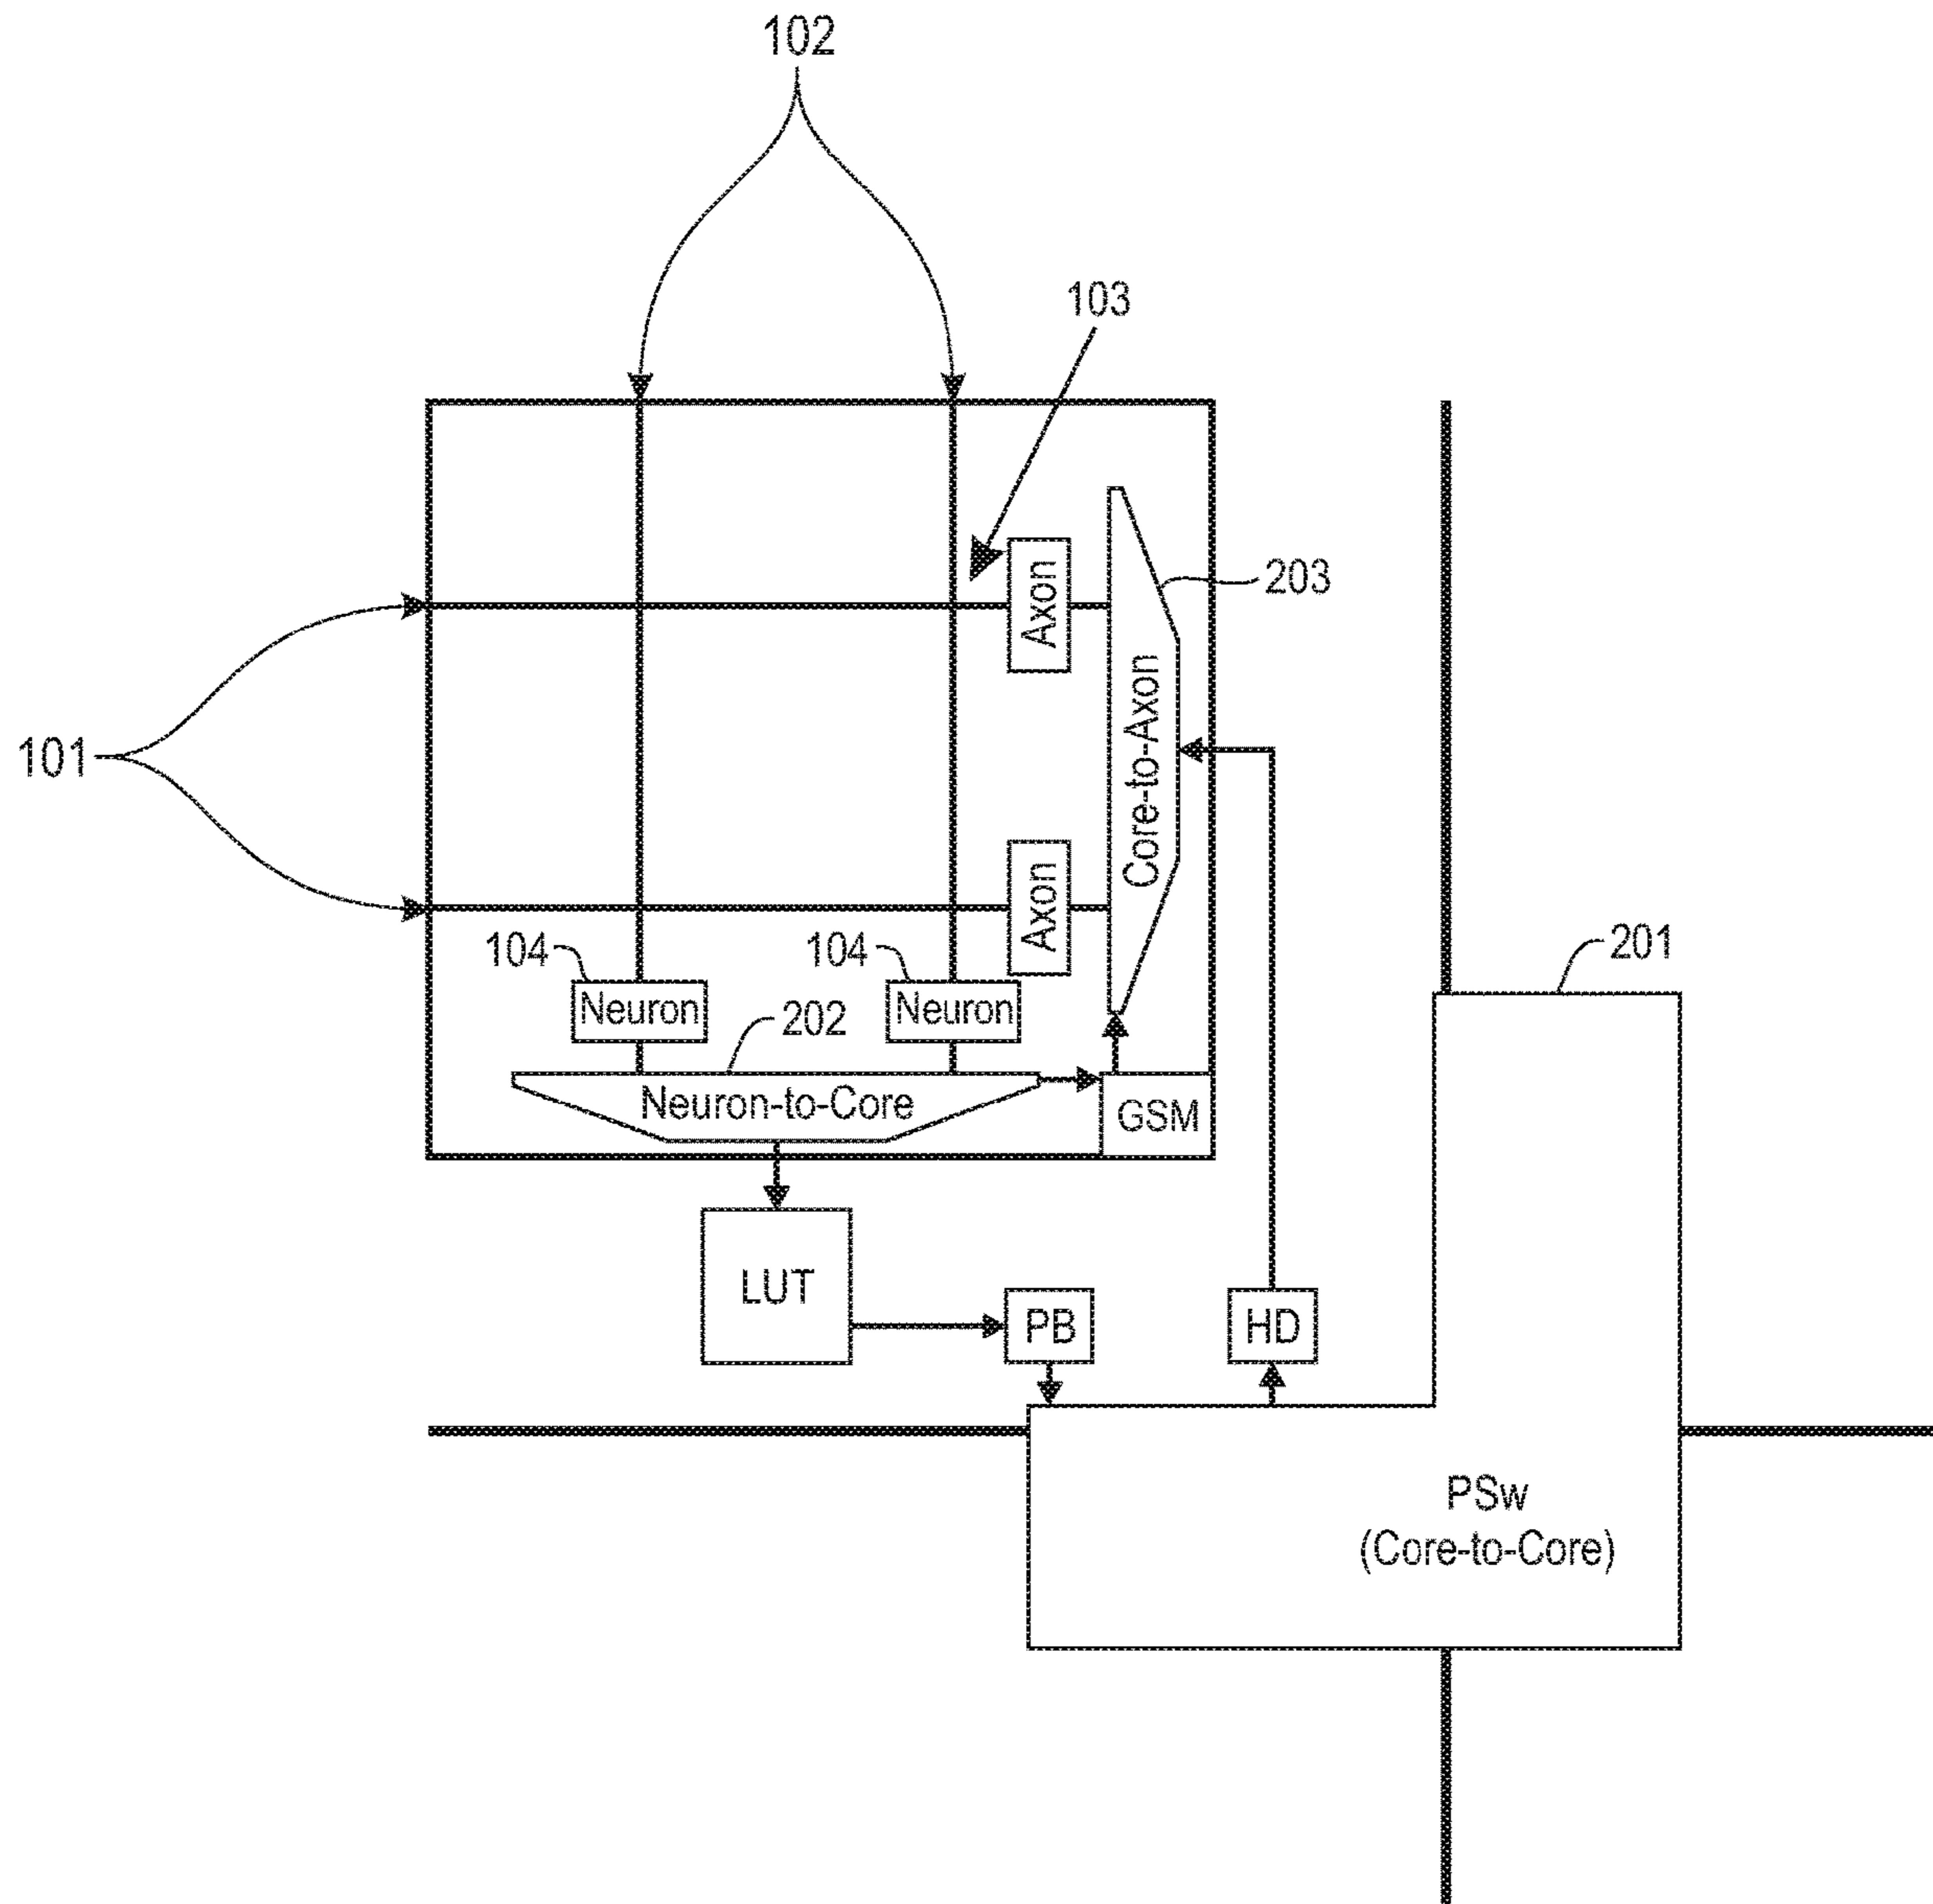 102
103
Axon
203
Core-to-Axon
101
Axon
104
104
201
Neuron
202
Neuron
Neuron-to-Core
GSM
LUT
PB
HD
PSw
(Core-to-Core)